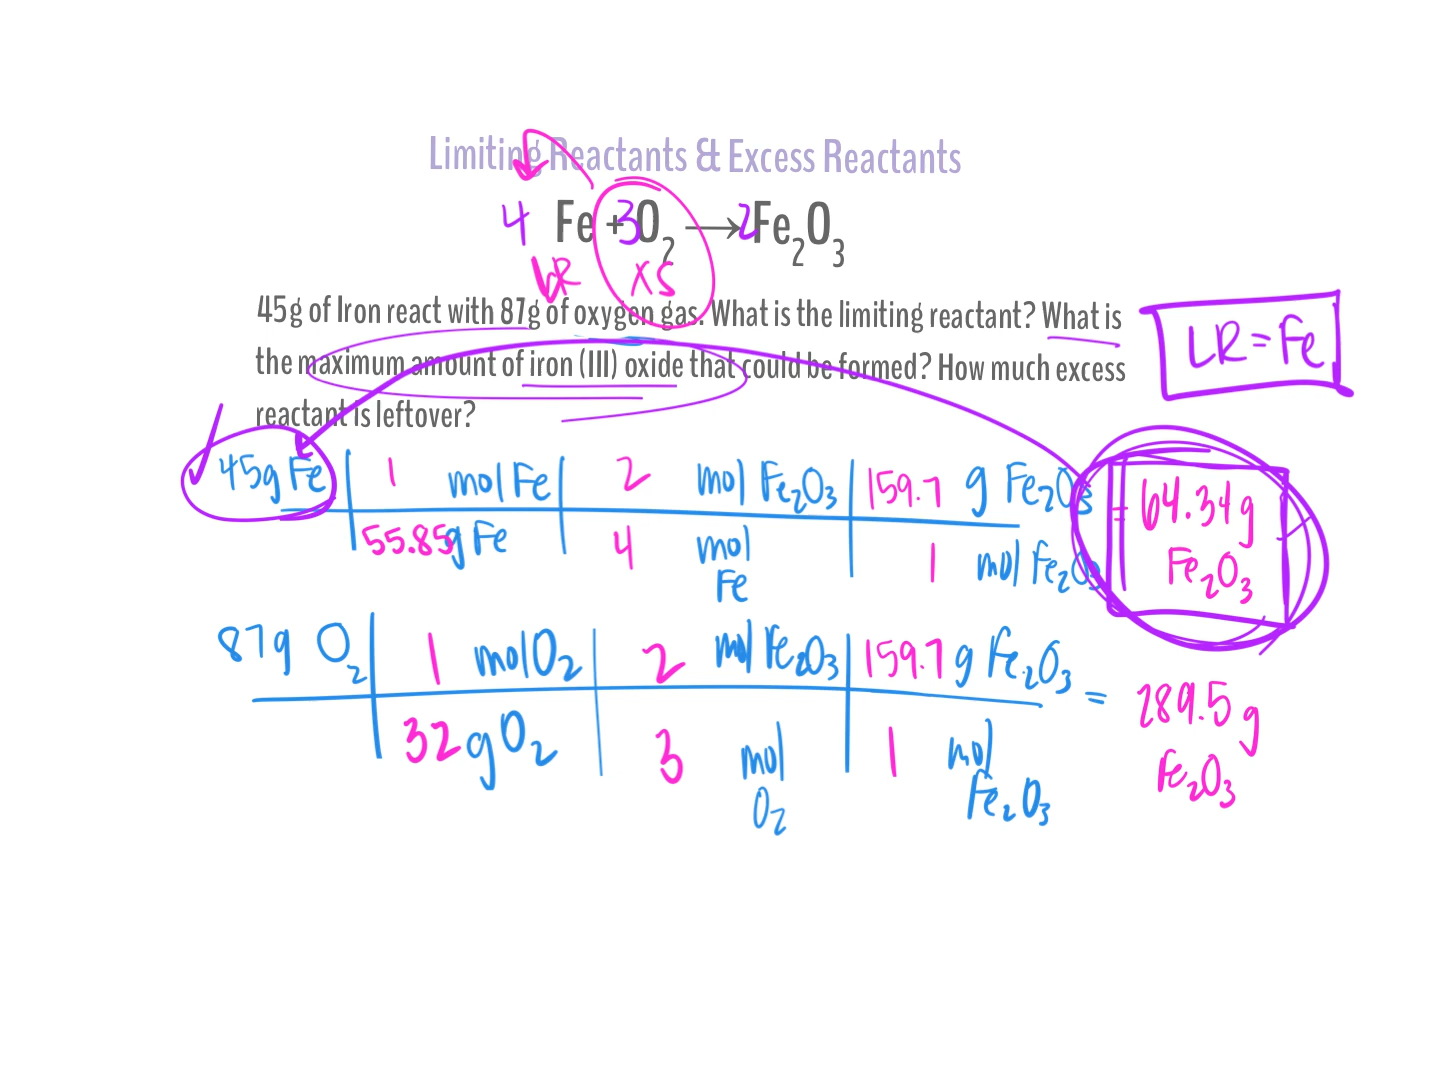 Limiting Reactants & Excess Reactants
4 Fe + 3O2 → 2Fe2O3
LR XS
45g of Iron react with 87g of oxygen gas. What is the limiting reactant? What is
the maximum amount of iron (III) oxide that could be formed? How much excess
reactant is leftover?
LR = Fe
45g Fe | 1 mol Fe | 2 mol Fe2O3 | 159.7 g Fe2O3 = 64.34g
55.85g Fe | 4 mol Fe | 1 mol Fe2O3 Fe2O3
87g O2 | 1 mol O2 | 2 mol Fe2O3 | 159.7 g Fe2O3 = 289.5 g
32 g O2 | 3 mol O2 | 1 mol Fe2O3 Fe2O3